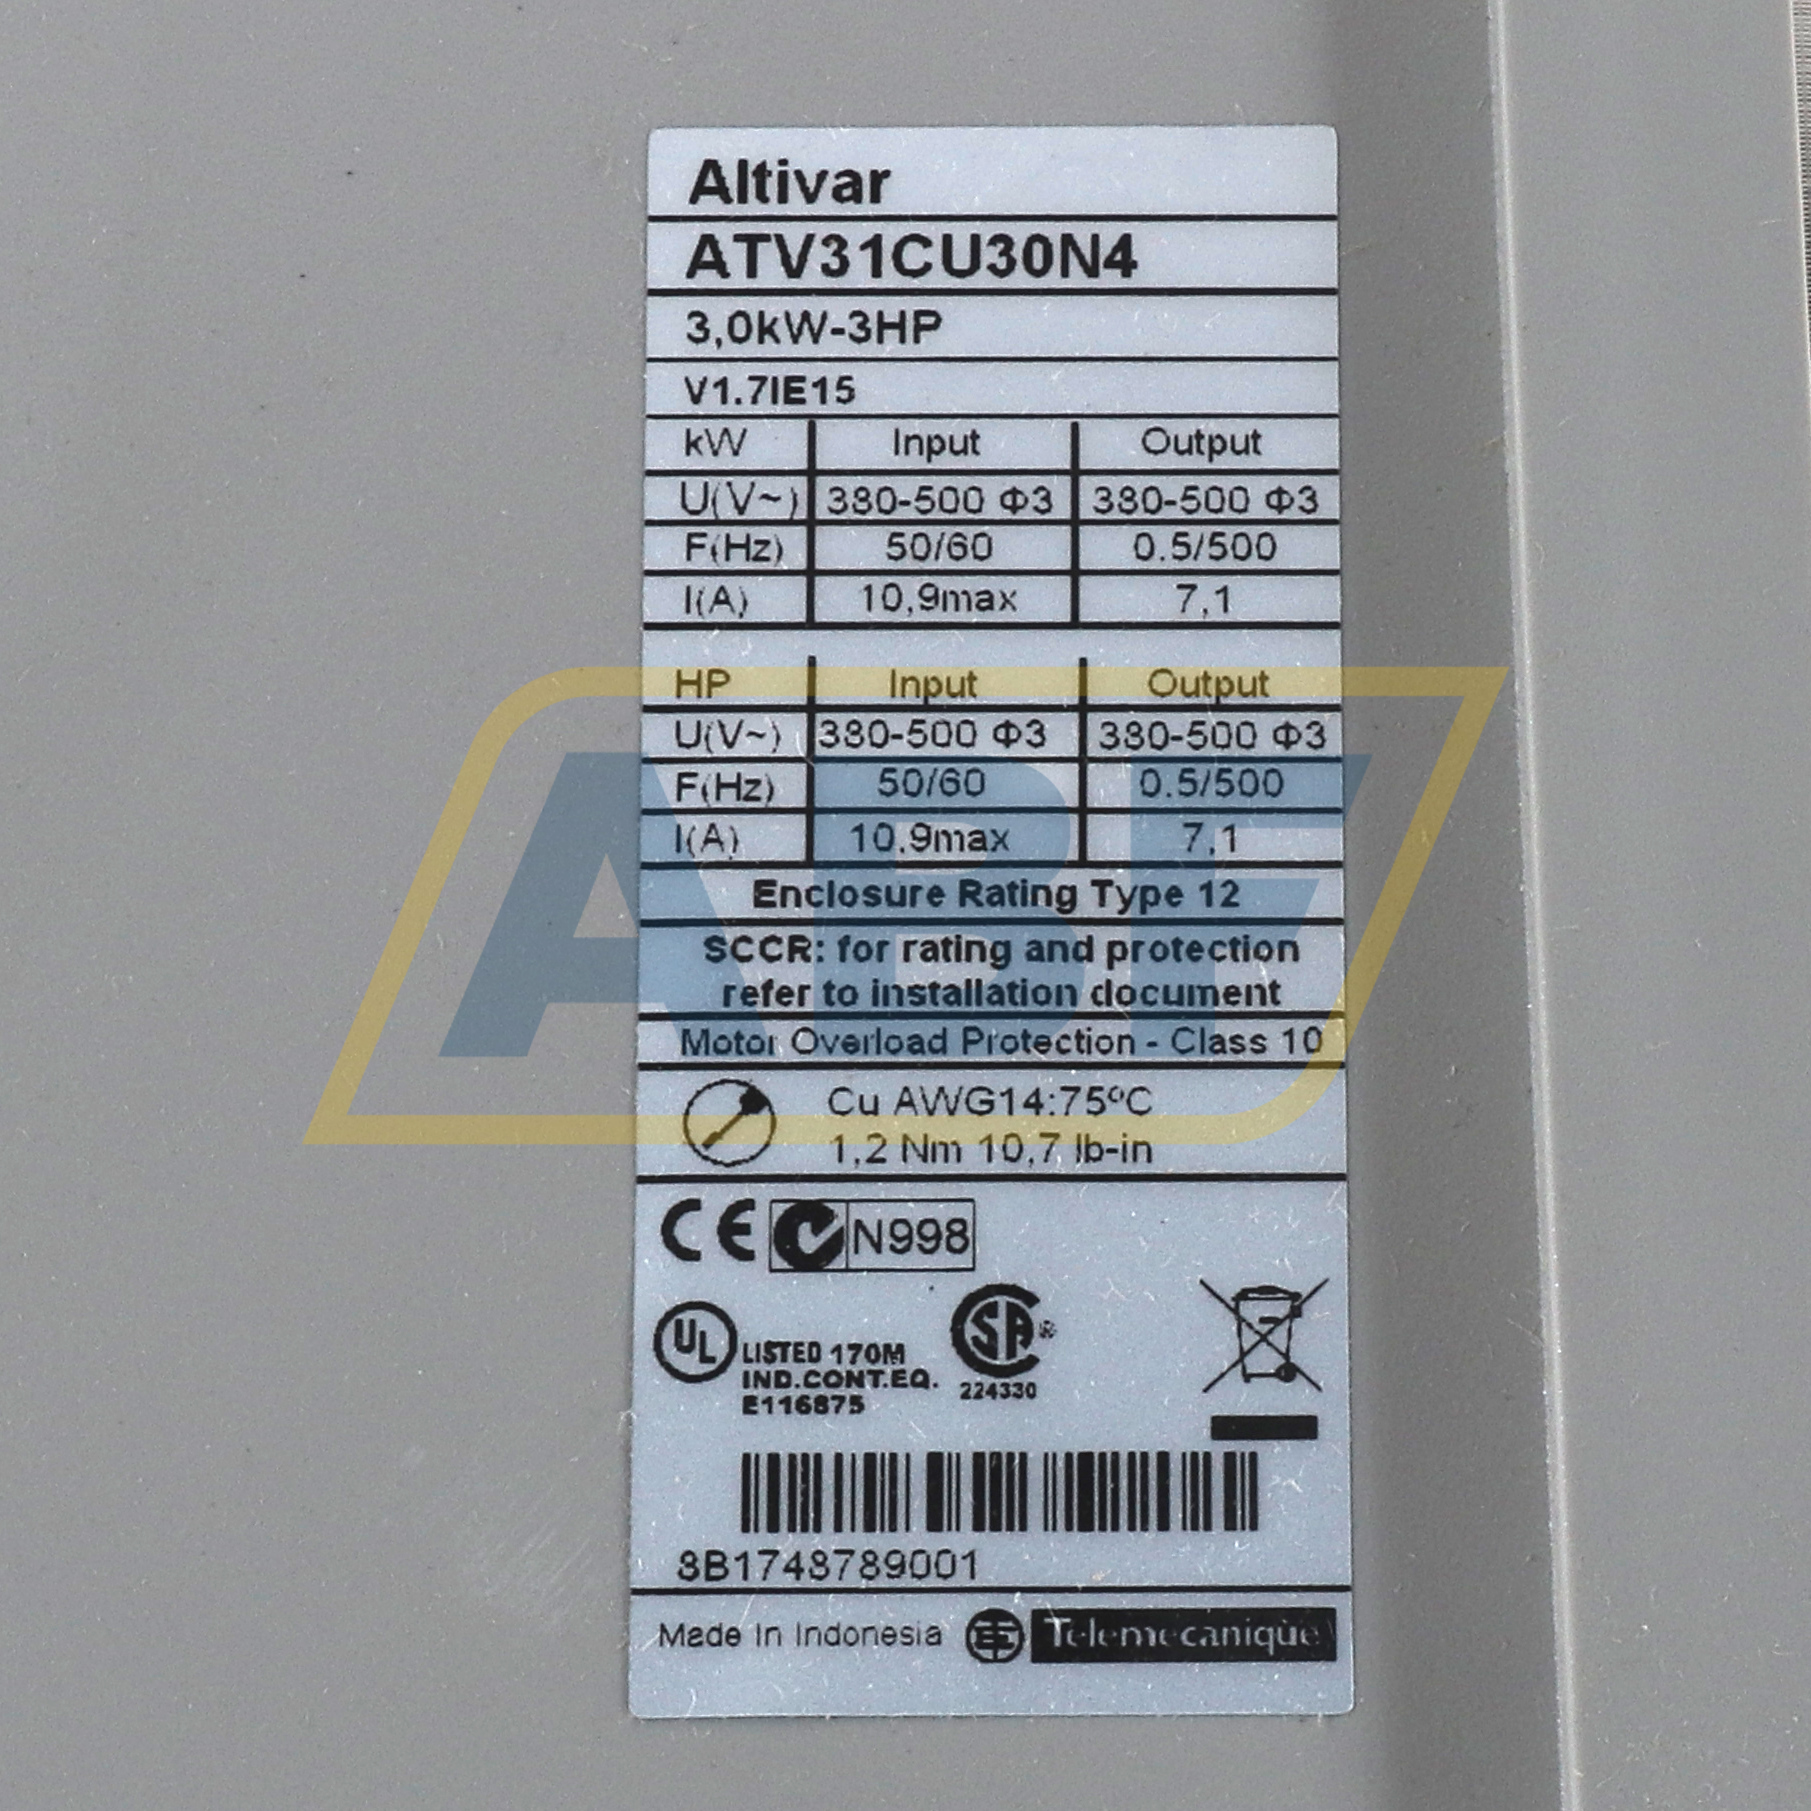 Altivar
ATV31CU30N4
3,0kW-3HP
V1.7IE15
kW Input Output
U(V~) 380-500 Φ3 380-500 Φ3
F(Hz) 50/60 0.5/500
I(A) 10,9max 7,1
HP Input Output
U(V~) 380-500 Φ3 380-500 Φ3
F(Hz) 50/60 0.5/500
I(A) 10,9max 7,1
Enclosure Rating Type 12
SCCR: for rating and protection
refer to installation document
Motor Overload Protection - Class 10
Cu AWG14:75°C
1,2 Nm 10,7 lb-in
CE N998
UL LISTED 170M
IND.CONT.EQ.
E116875
SA®
224330
8B1748789001
Made In Indonesia Telemecanique
ABF